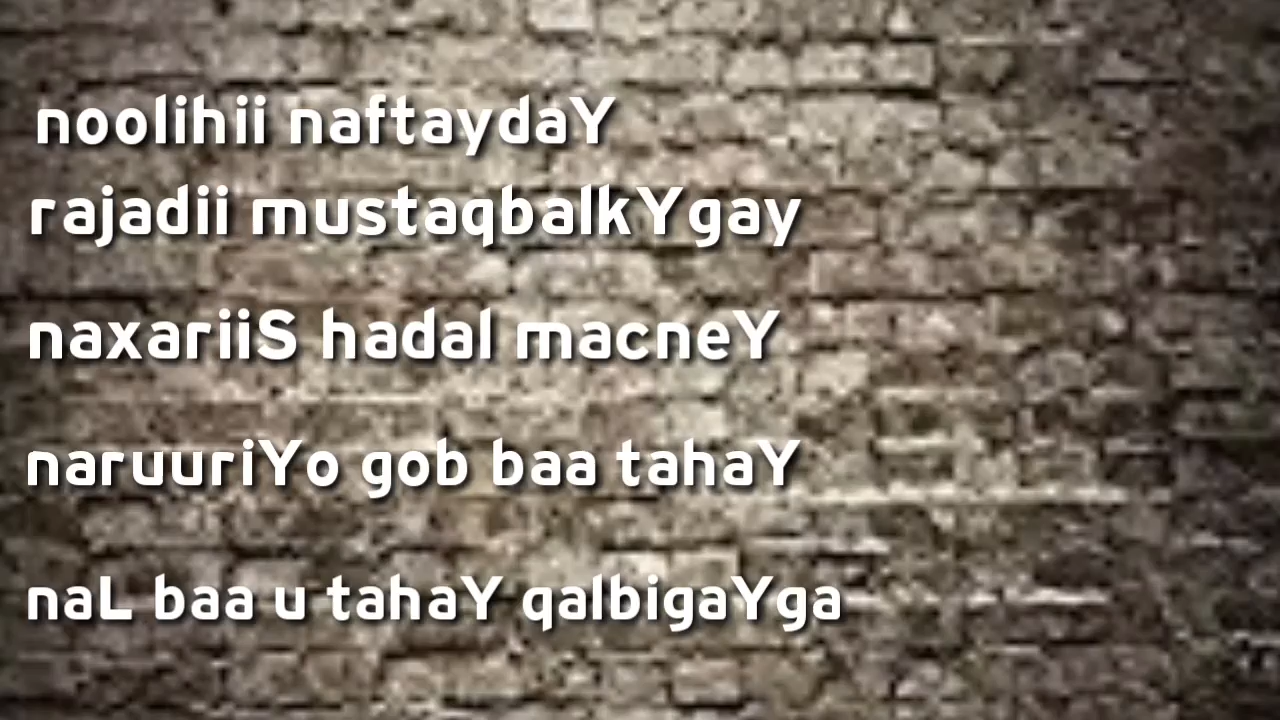 noolihii naftaydaY
rajadii mustaqbalkYgay
naxariiS hadal macneY
naruuriYo gob baa tahaY
naL baa u tahaY qalbigaYga